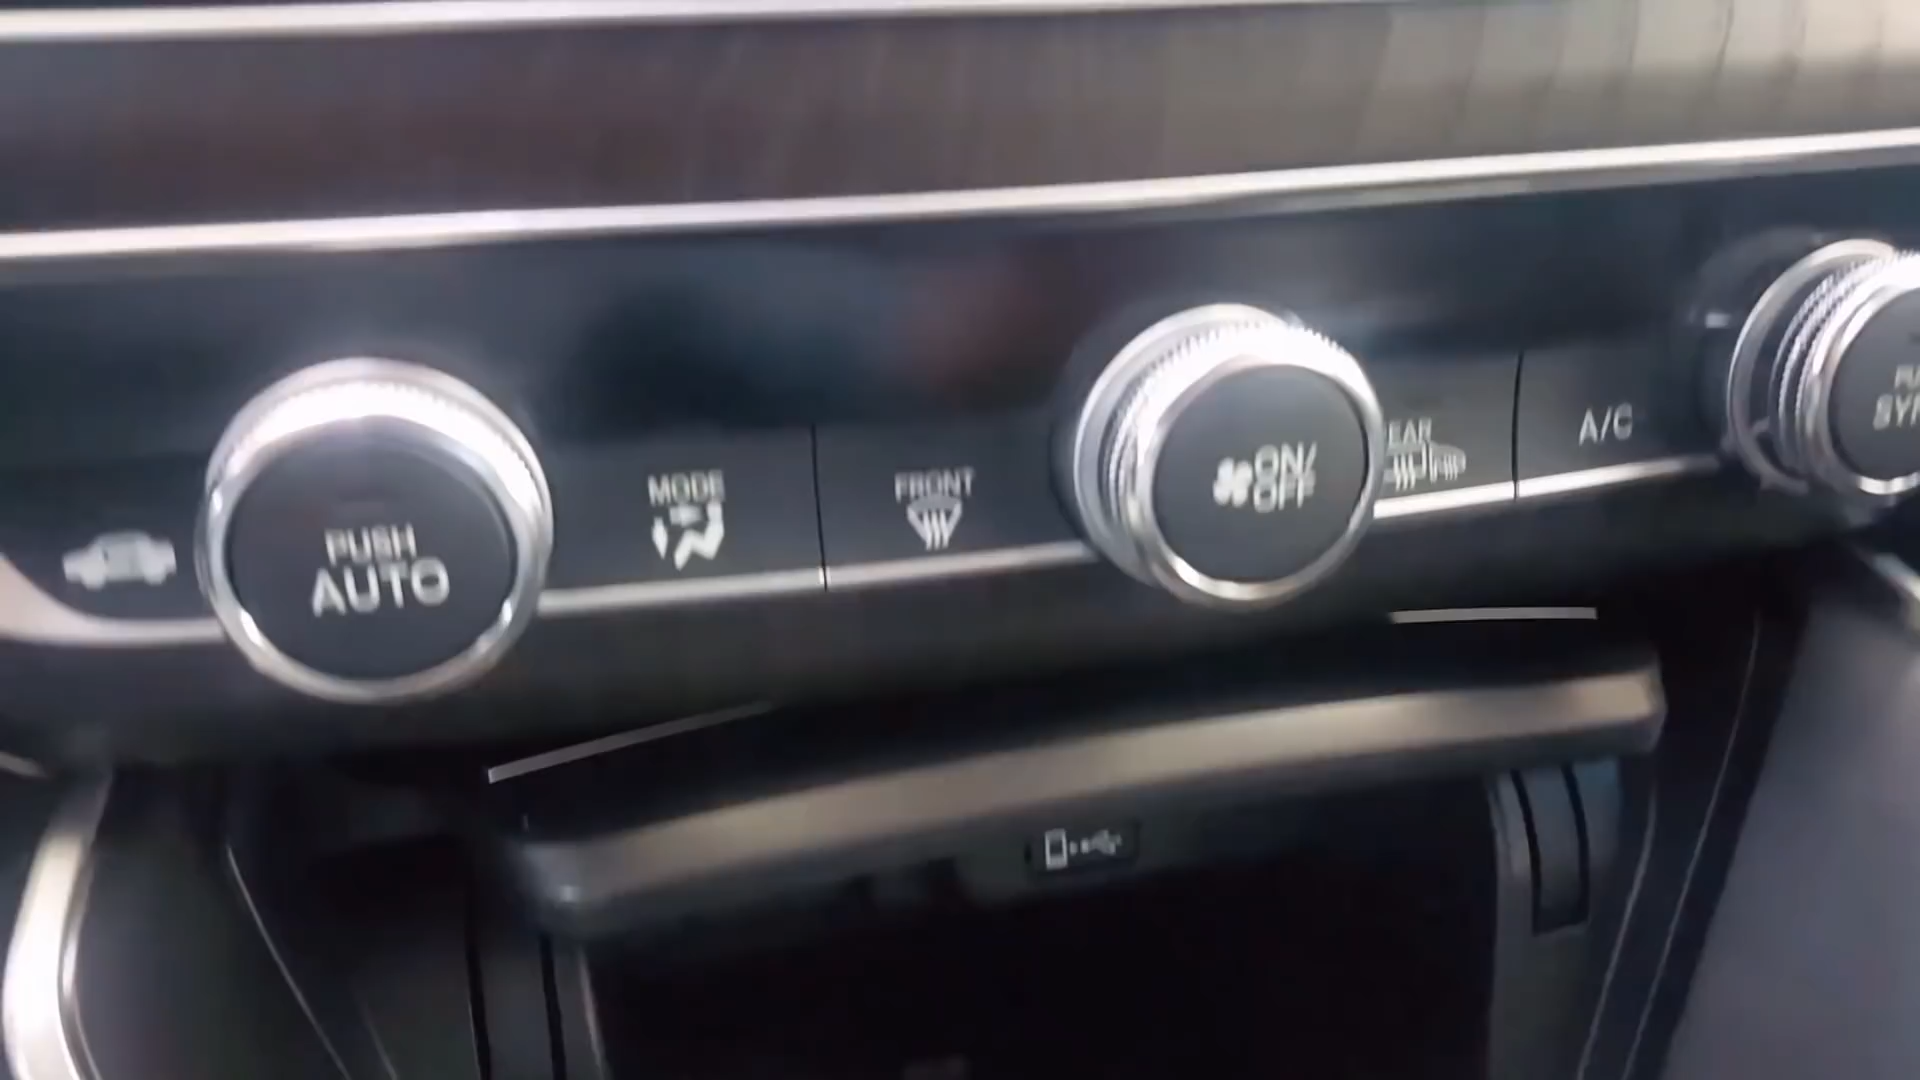 PUSH
AUTO
MODE
FRONT
ON/
OFF
A/C